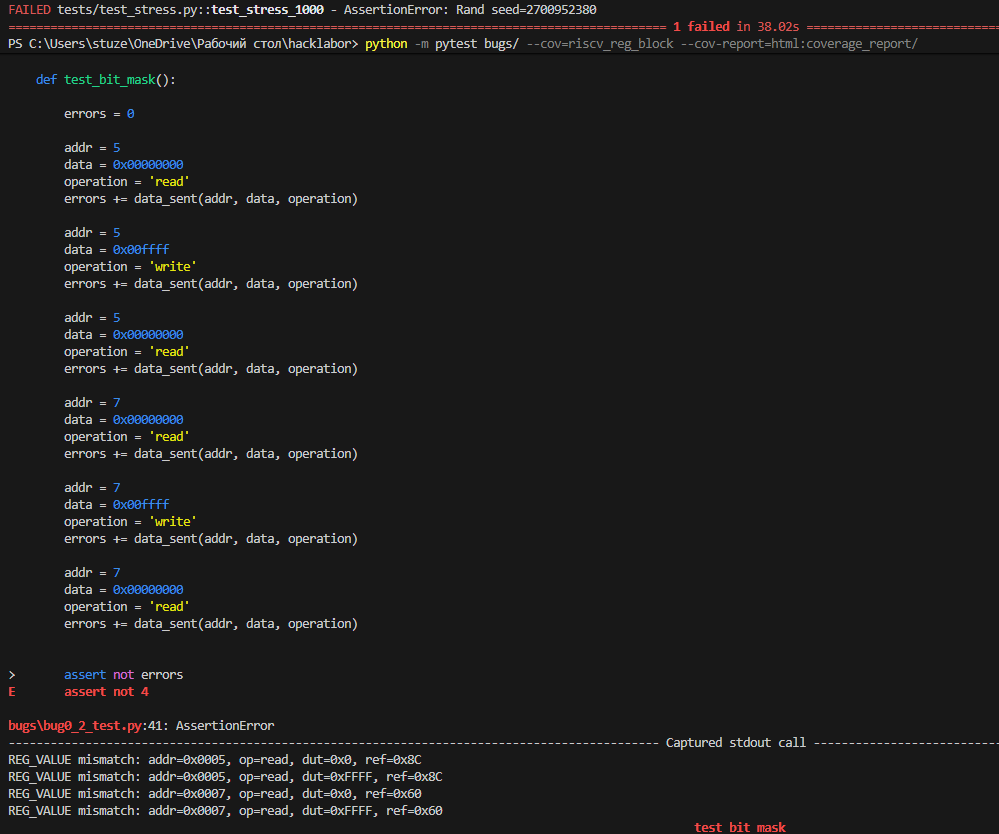 FAILED tests/test_stress.py::test_stress_1000 - AssertionError: Rand seed=2700952380
1 failed in 38.02s
PS C:\Users\stuze\OneDrive\Рабочий стол\hacklabor> python -m pytest bugs/ --cov=riscv_reg_block --cov-report=html:coverage_report/
def test_bit_mask():
errors = 0
addr = 5
data = 0x00000000
operation = 'read'
errors += data_sent(addr, data, operation)
addr = 5
data = 0x00ffff
operation = 'write'
errors += data_sent(addr, data, operation)
addr = 5
data = 0x00000000
operation = 'read'
errors += data_sent(addr, data, operation)
addr = 7
data = 0x00000000
operation = 'read'
errors += data_sent(addr, data, operation)
addr = 7
data = 0x00ffff
operation = 'write'
errors += data_sent(addr, data, operation)
addr = 7
data = 0x00000000
operation = 'read'
errors += data_sent(addr, data, operation)
> assert not errors
E assert not 4
bugs\bug0_2_test.py:41: AssertionError
Captured stdout call
REG_VALUE mismatch: addr=0x0005, op=read, dut=0x0, ref=0x8C
REG_VALUE mismatch: addr=0x0005, op=read, dut=0xFFFF, ref=0x8C
REG_VALUE mismatch: addr=0x0007, op=read, dut=0x0, ref=0x60
REG_VALUE mismatch: addr=0x0007, op=read, dut=0xFFFF, ref=0x60
test bit mask